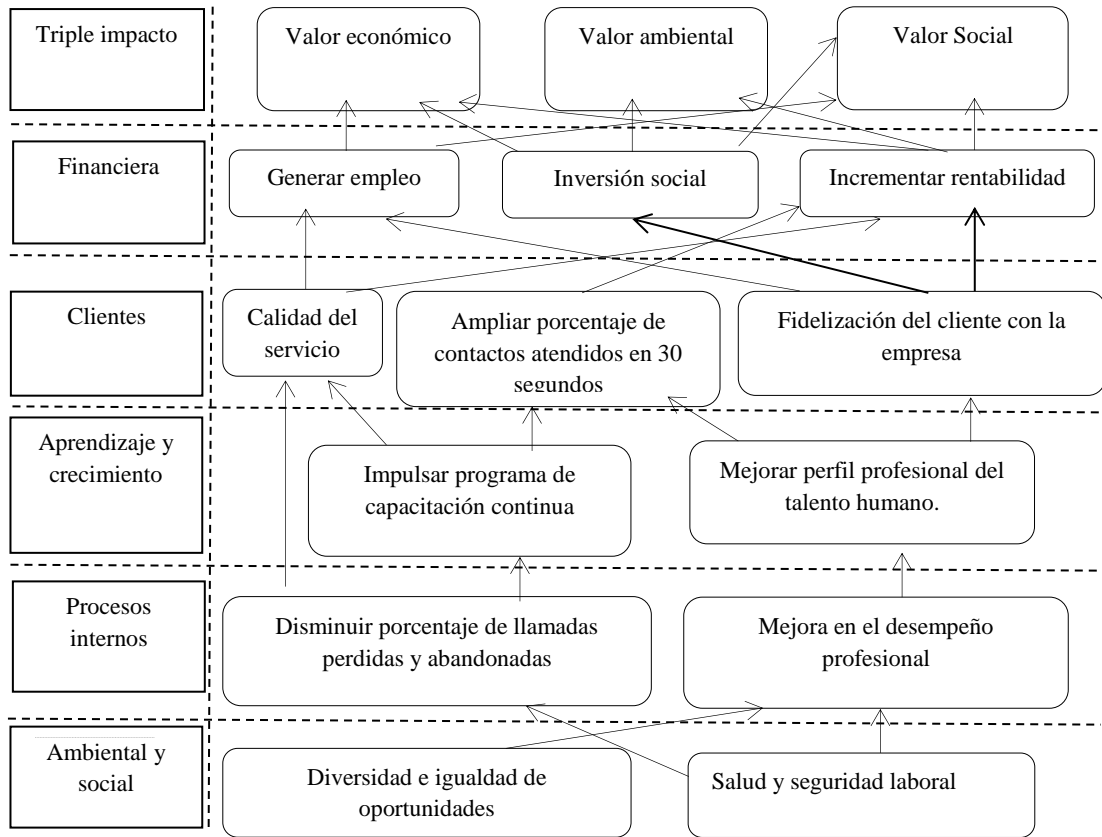 Triple impacto
Valor económico
Valor ambiental
Valor Social
Financiera
Generar empleo
Inversión social
Incrementar rentabilidad
Clientes
Calidad del
servicio
Ampliar porcentaje de
contactos atendidos en 30
segundos
Fidelización del cliente con la
empresa
Aprendizaje y
crecimiento
Impulsar programa de
capacitación continua
Mejorar perfil profesional del
talento humano.
Procesos
internos
Disminuir porcentaje de llamadas
perdidas y abandonadas
Mejora en el desempeño
profesional
Ambiental y
social
Diversidad e igualdad de
oportunidades
Salud y seguridad laboral